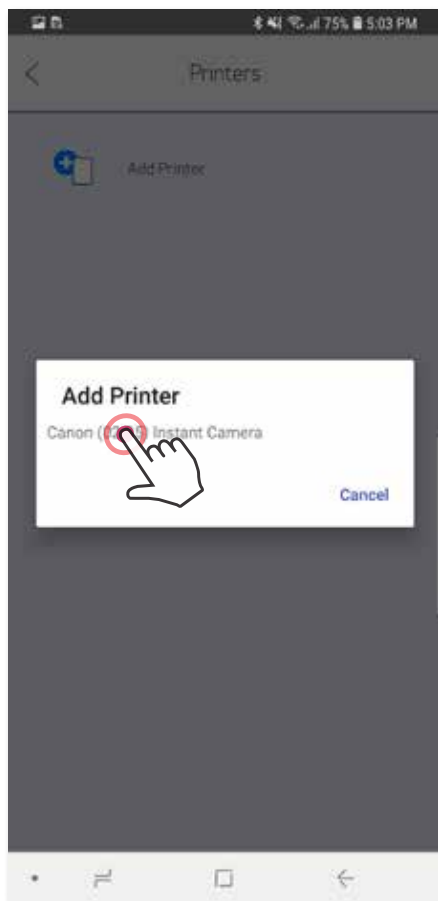 75% 5:03 PM
Printers
Add Printer
Add Printer
Canon ( ) Instant Camera
Cancel